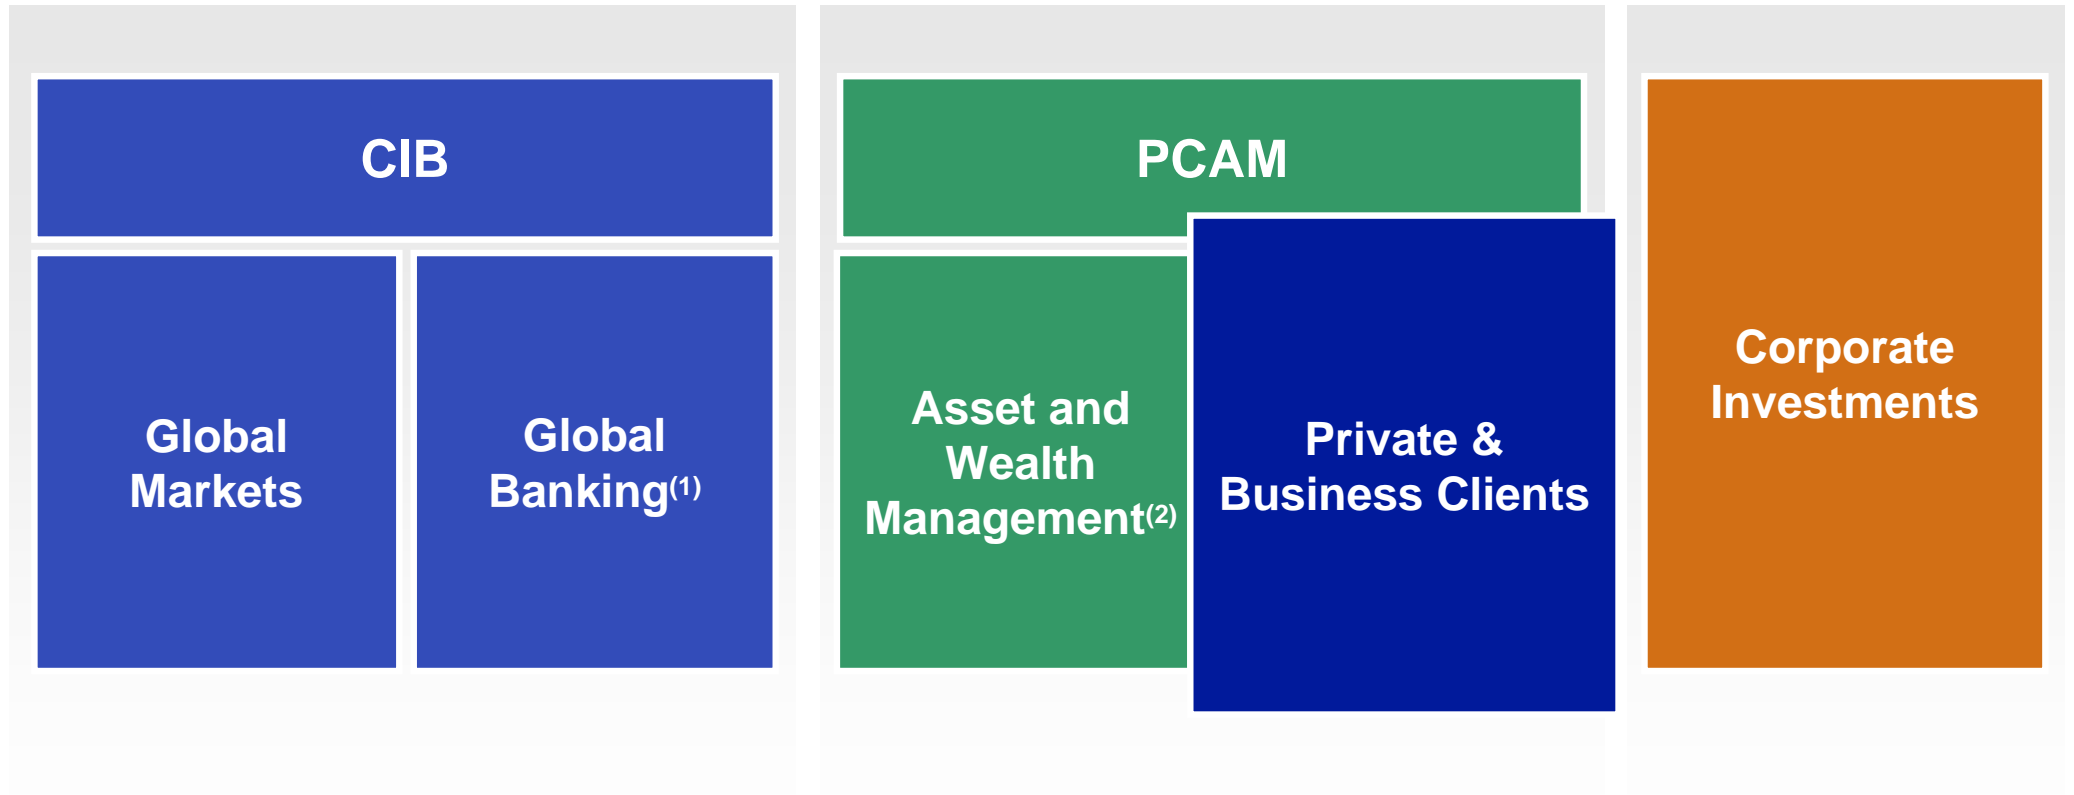 CIB
Global
Markets
Global
Banking(1)
PCAM
Asset and
Wealth
Management(2)
Private &
Business Clients
Corporate
Investments